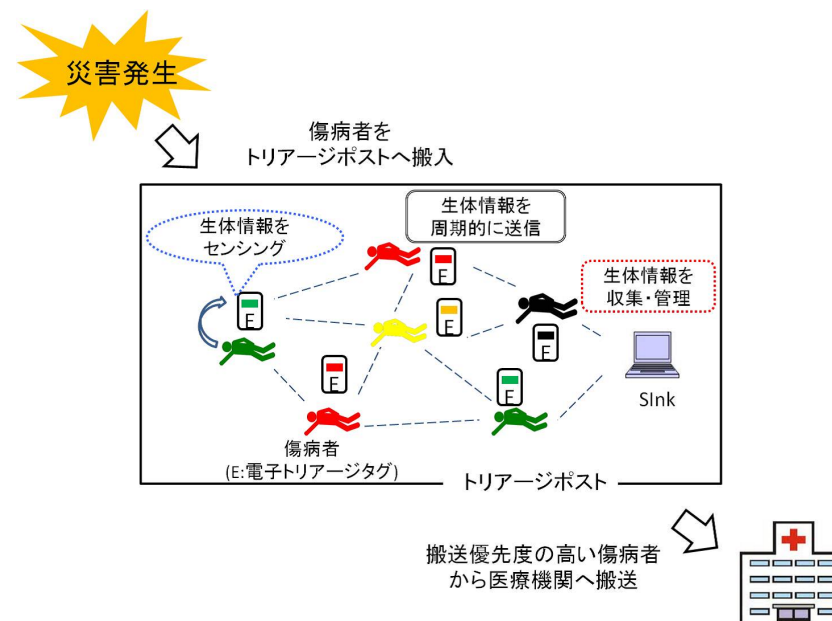 災害発生
傷病者を
トリアージポストへ搬入
生体情報を
センシング
生体情報を
周期的に送信
生体情報を
収集・管理
E
E
E
E
E
E
SInk
傷病者
(E:電子トリアージタグ)
トリアージポスト
搬送優先度の高い傷病者
から医療機関へ搬送